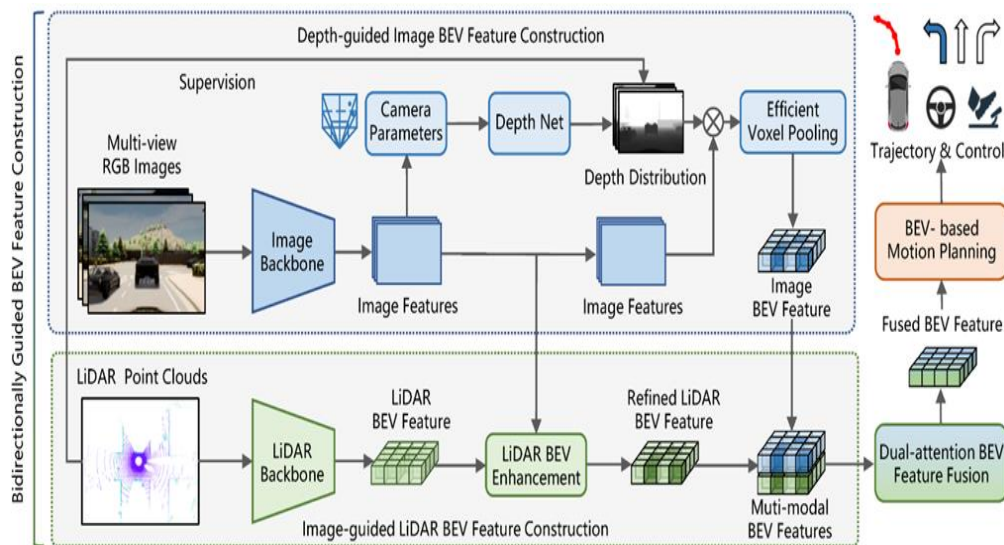 Bidirectionally Guided BEV Feature Construction
Depth-guided Image BEV Feature Construction
Supervision
Multi-view
RGB Images
Camera
Parameters
Depth Net
Depth Distribution
Efficient
Voxel Pooling
Image
Backbone
Image Features
Image Features
Image
BEV Feature
Trajectory & Control
BEV- based
Motion Planning
Fused BEV Feature
LiDAR Point Clouds
LiDAR
Backbone
LiDAR
BEV Feature
LiDAR BEV
Enhancement
Refined LiDAR
BEV Feature
Muti-modal
BEV Features
Dual-attention BEV
Feature Fusion
Image-guided LiDAR BEV Feature Construction